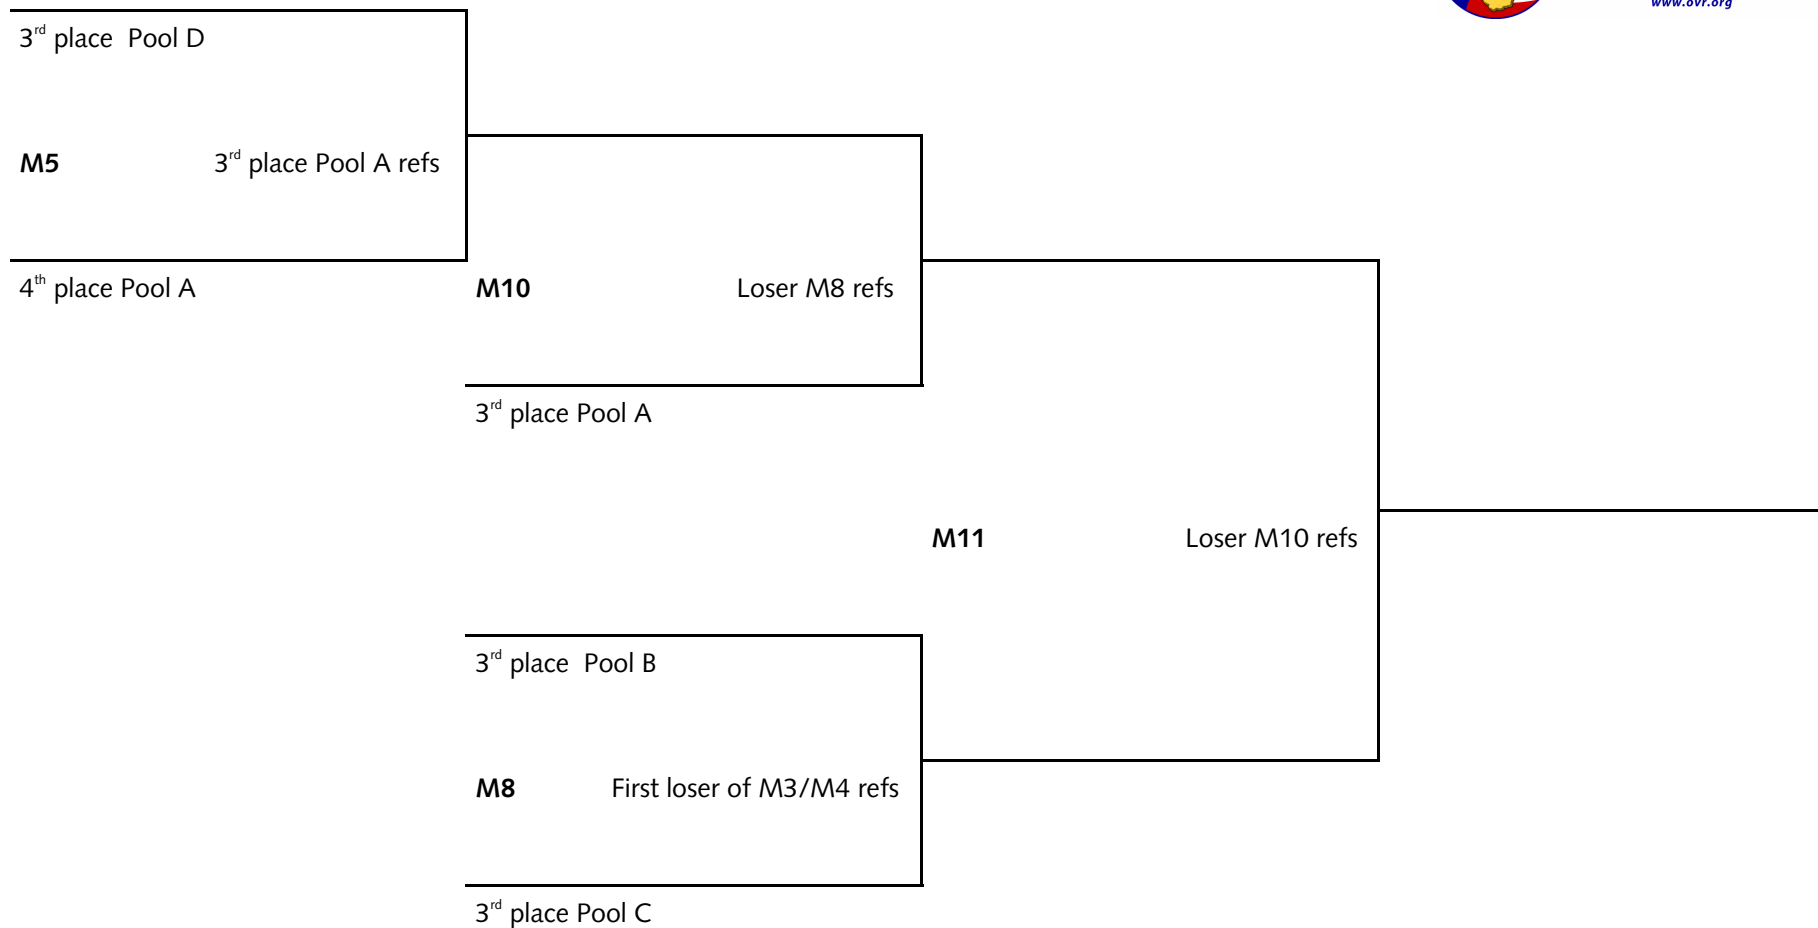 www.ovr.org
3rd place Pool D
M5 3rd place Pool A refs
4th place Pool A
M10 Loser M8 refs
3rd place Pool A
M11 Loser M10 refs
3rd place Pool B
M8 First loser of M3/M4 refs
3rd place Pool C